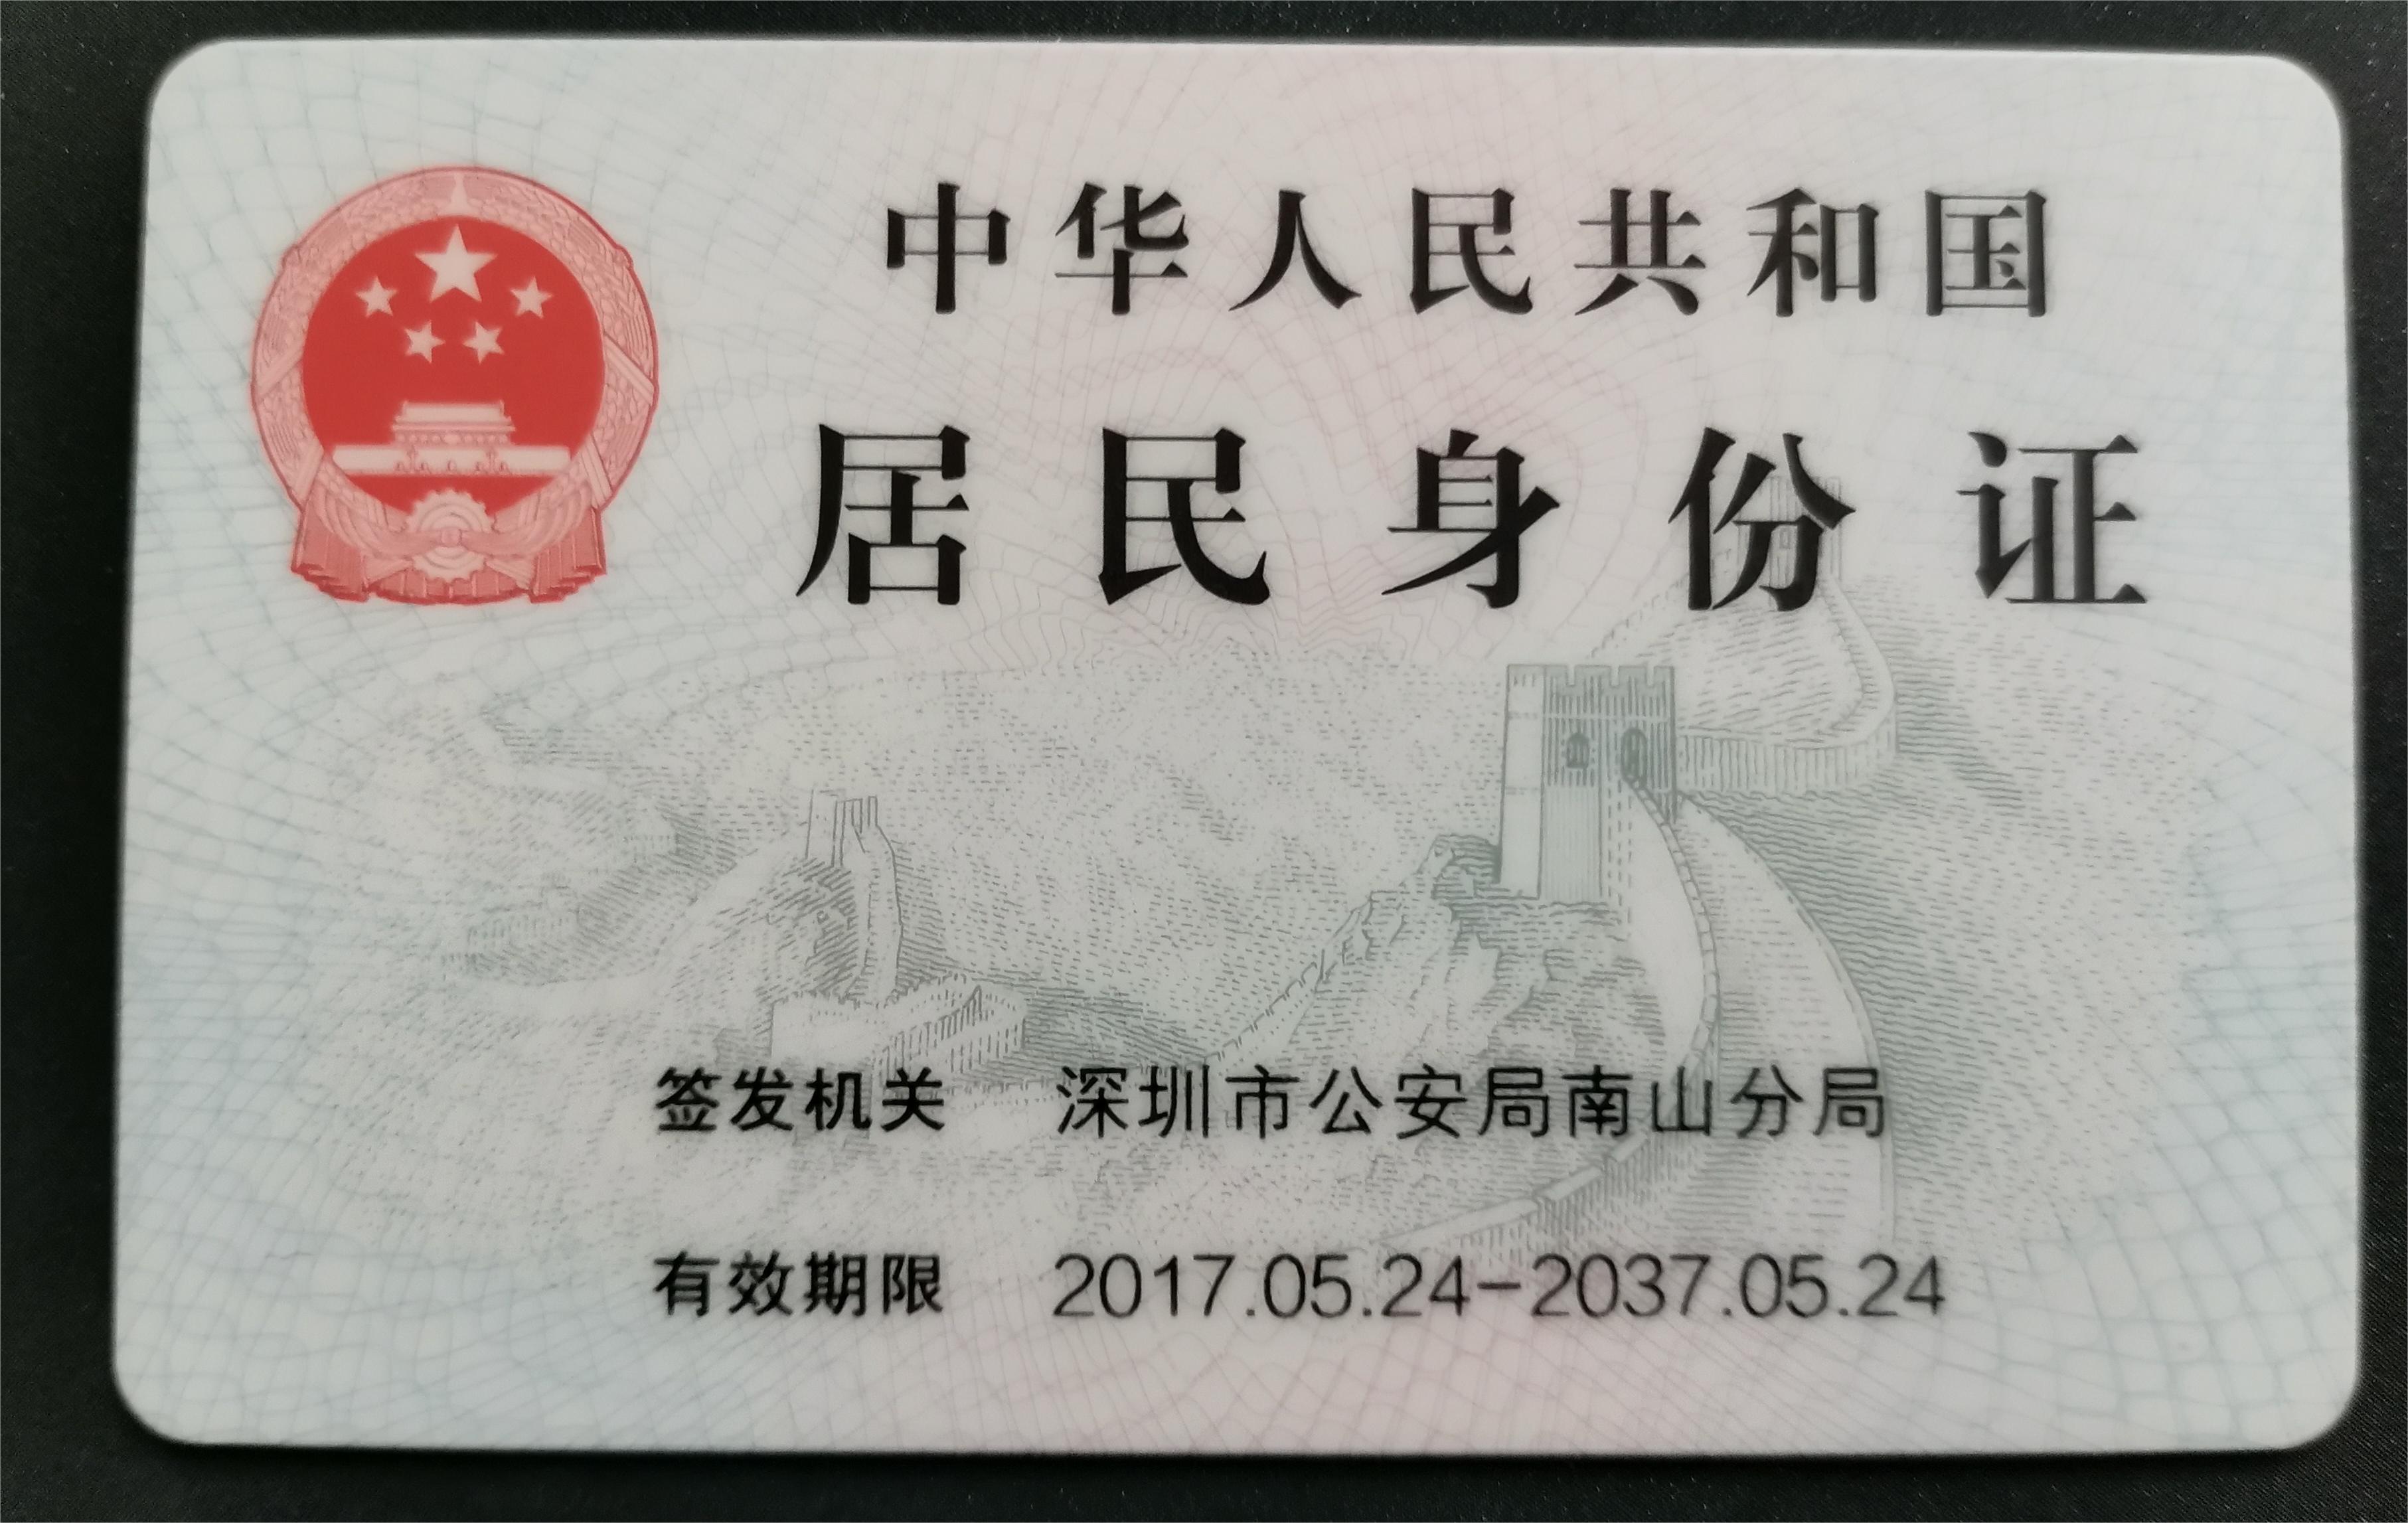 中华人民共和国
居民身份证
签发机关 深圳市公安局南山分局
有效期限 2017.05.24-2037.05.24